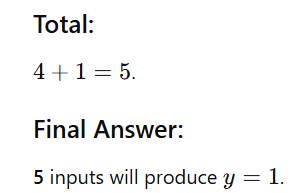 Total:
4 + 1 = 5.
Final Answer:
5 inputs will produce y = 1.